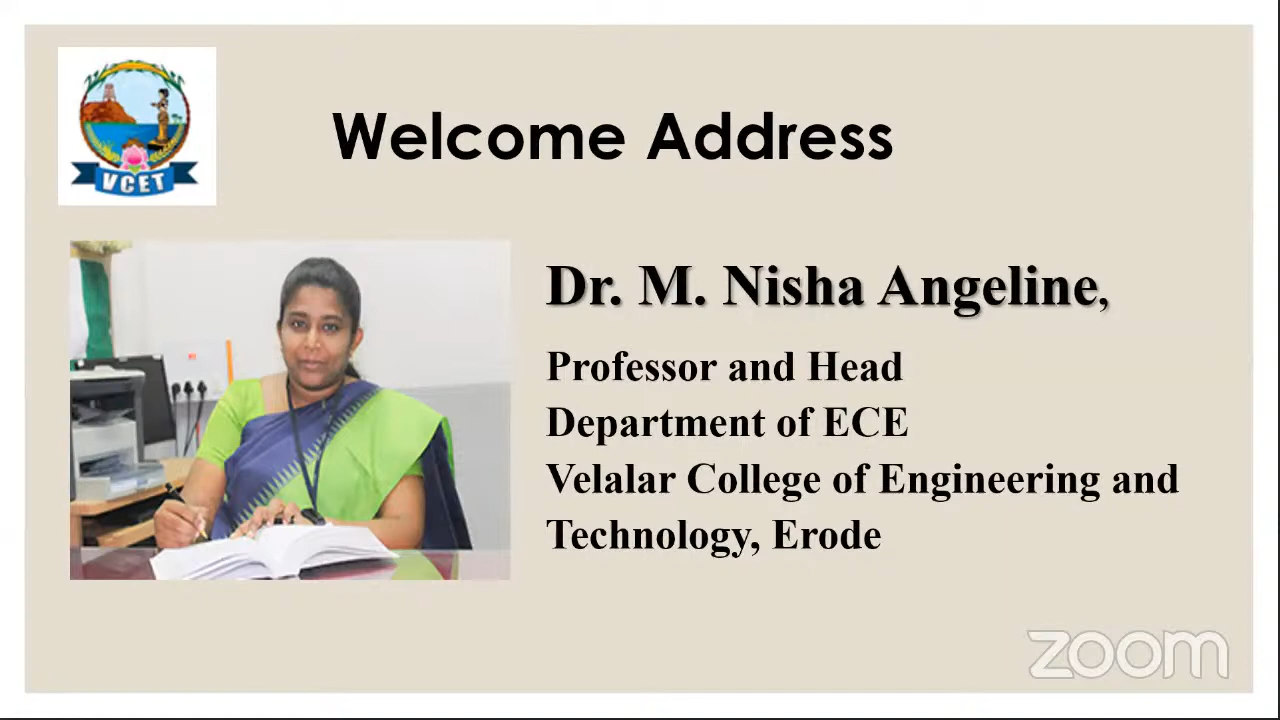 VCET
Welcome Address
Dr. M. Nisha Angeline,
Professor and Head
Department of ECE
Velalar College of Engineering and
Technology, Erode
zoom